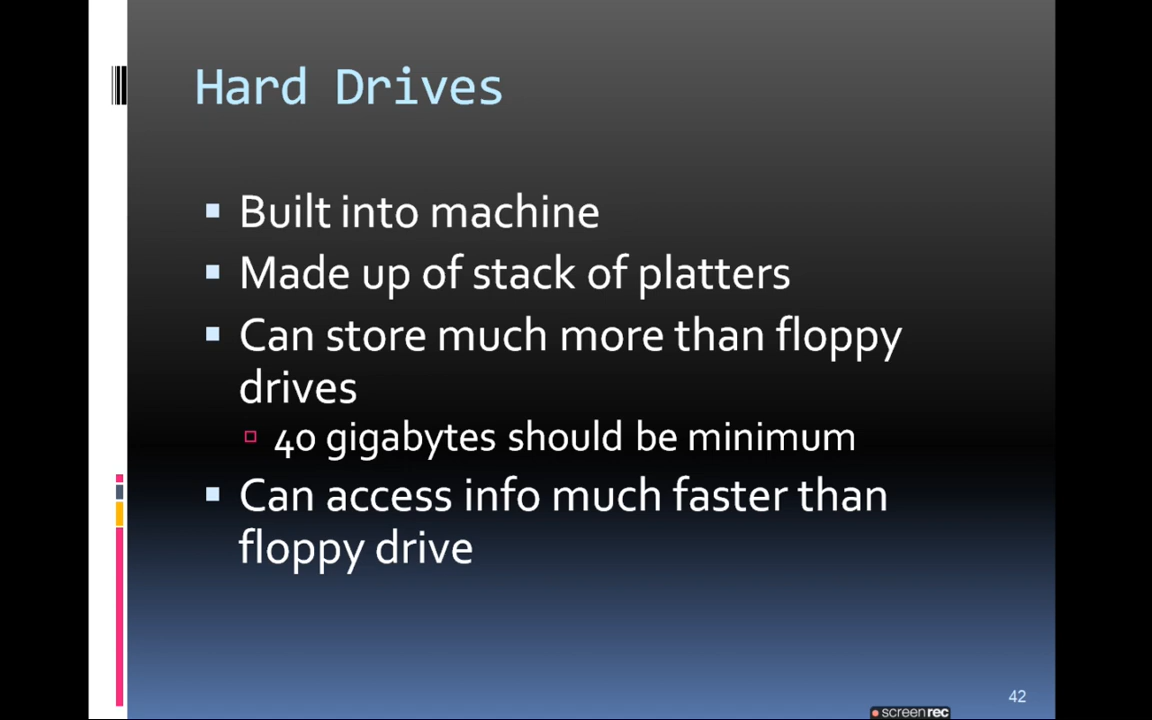 Hard Drives
Built into machine
Made up of stack of platters
Can store much more than floppy
drives
40 gigabytes should be minimum
Can access info much faster than
floppy drive
42
screenrec